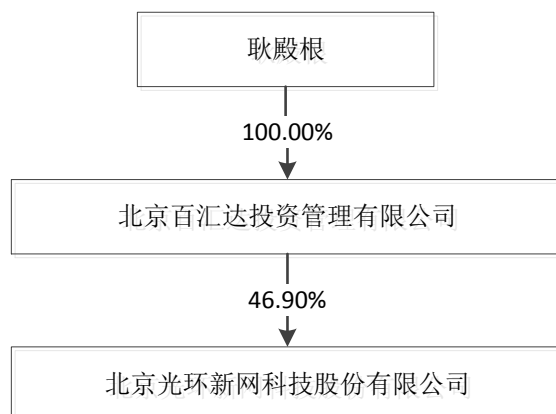 耿殿根
100.00%
北京百汇达投资管理有限公司
46.90%
北京光环新网科技股份有限公司